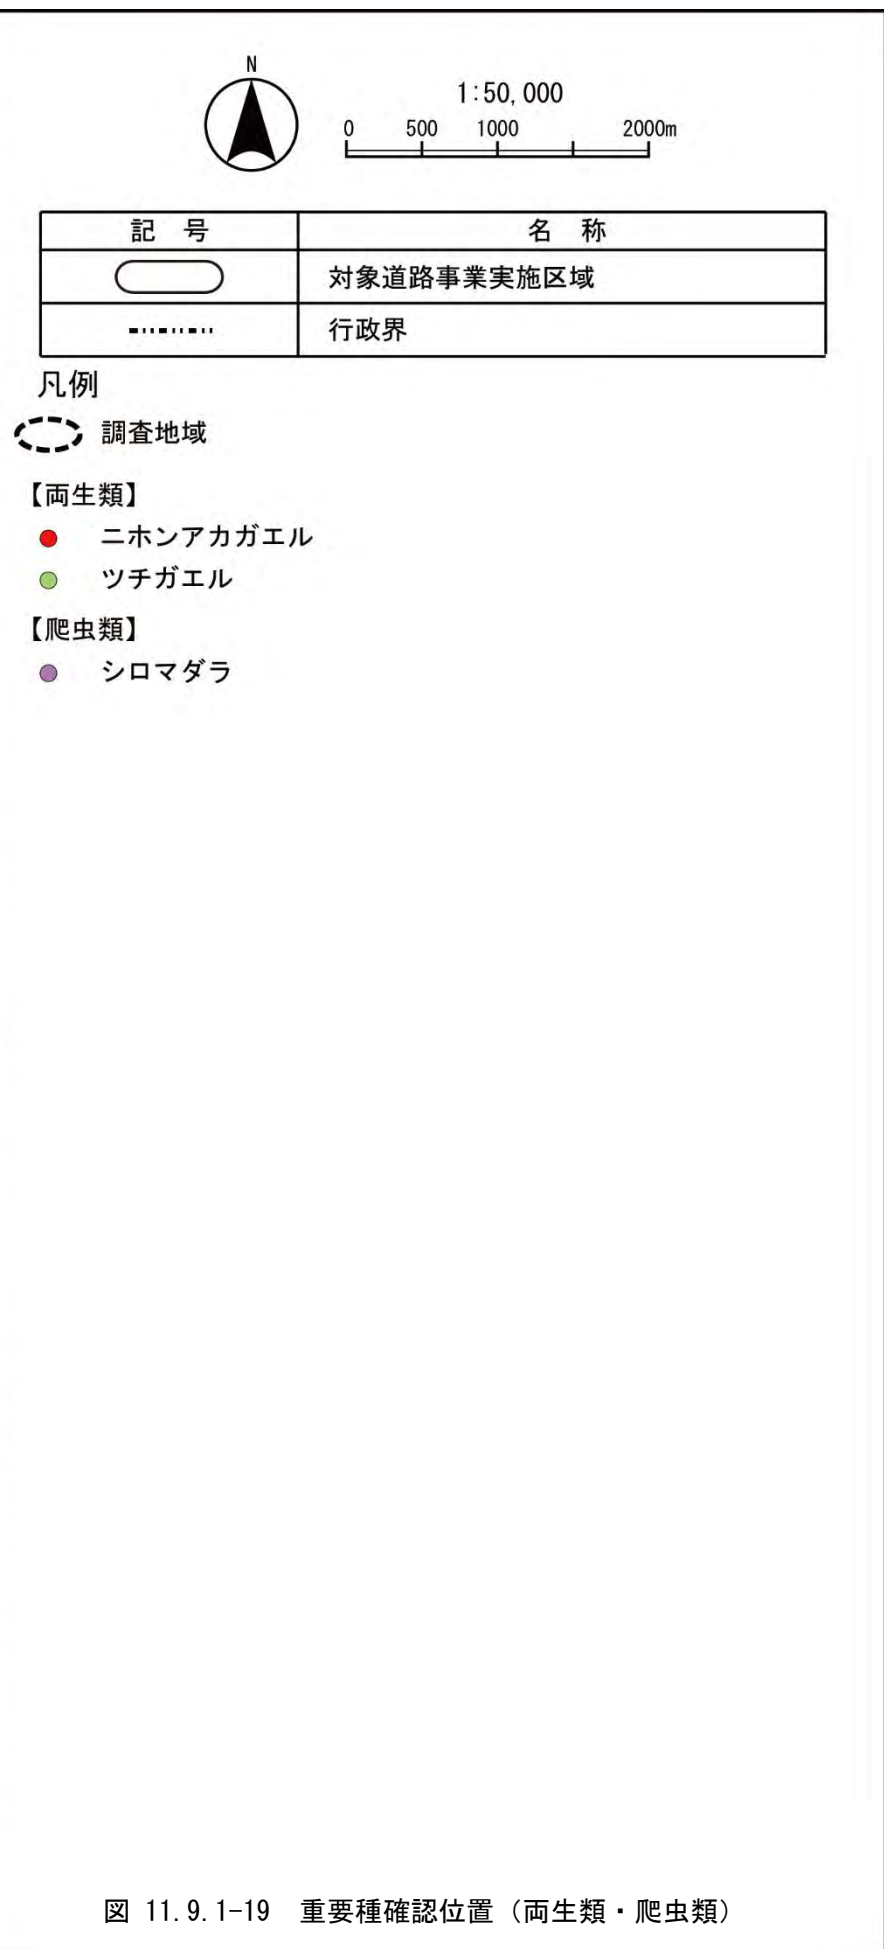 N
1:50,000
0 500 1000 2000m
記 号 名 称
対象道路事業実施区域
行政界
凡例
調査地域
【両生類】
ニホンアカガエル
ツチガエル
【爬虫類】
シロマダラ
図 11.9.1-19 重要種確認位置（両生類・爬虫類）